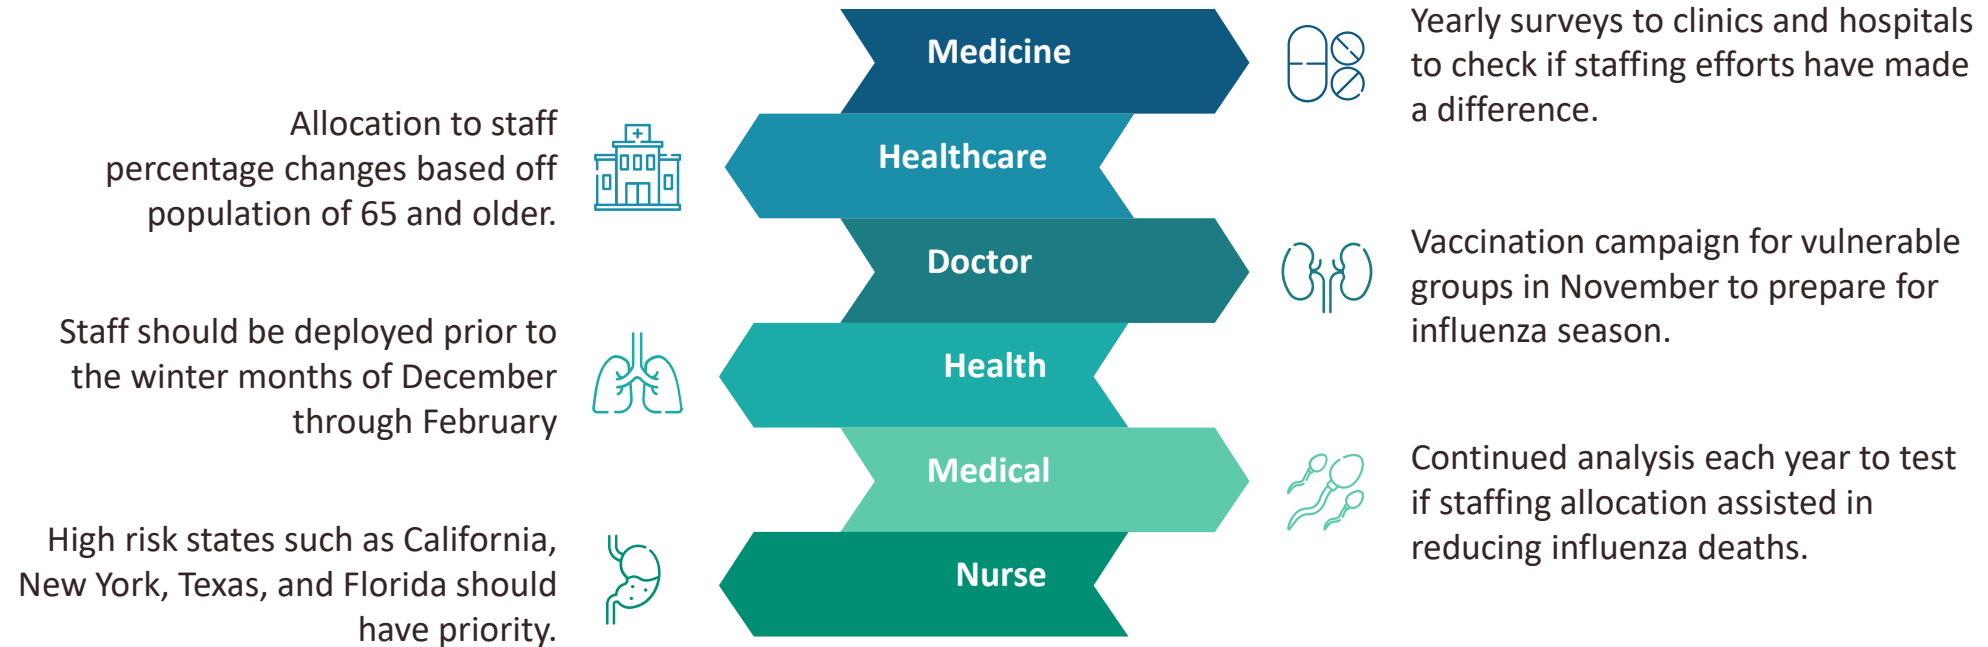 Medicine
Yearly surveys to clinics and hospitals
to check if staffing efforts have made
a difference.
Allocation to staff
percentage changes based off
population of 65 and older.
Healthcare
Doctor
Vaccination campaign for vulnerable
groups in November to prepare for
influenza season.
Staff should be deployed prior to
the winter months of December
through February
Health
Medical
Continued analysis each year to test
if staffing allocation assisted in
reducing influenza deaths.
High risk states such as California,
New York, Texas, and Florida should
have priority.
Nurse